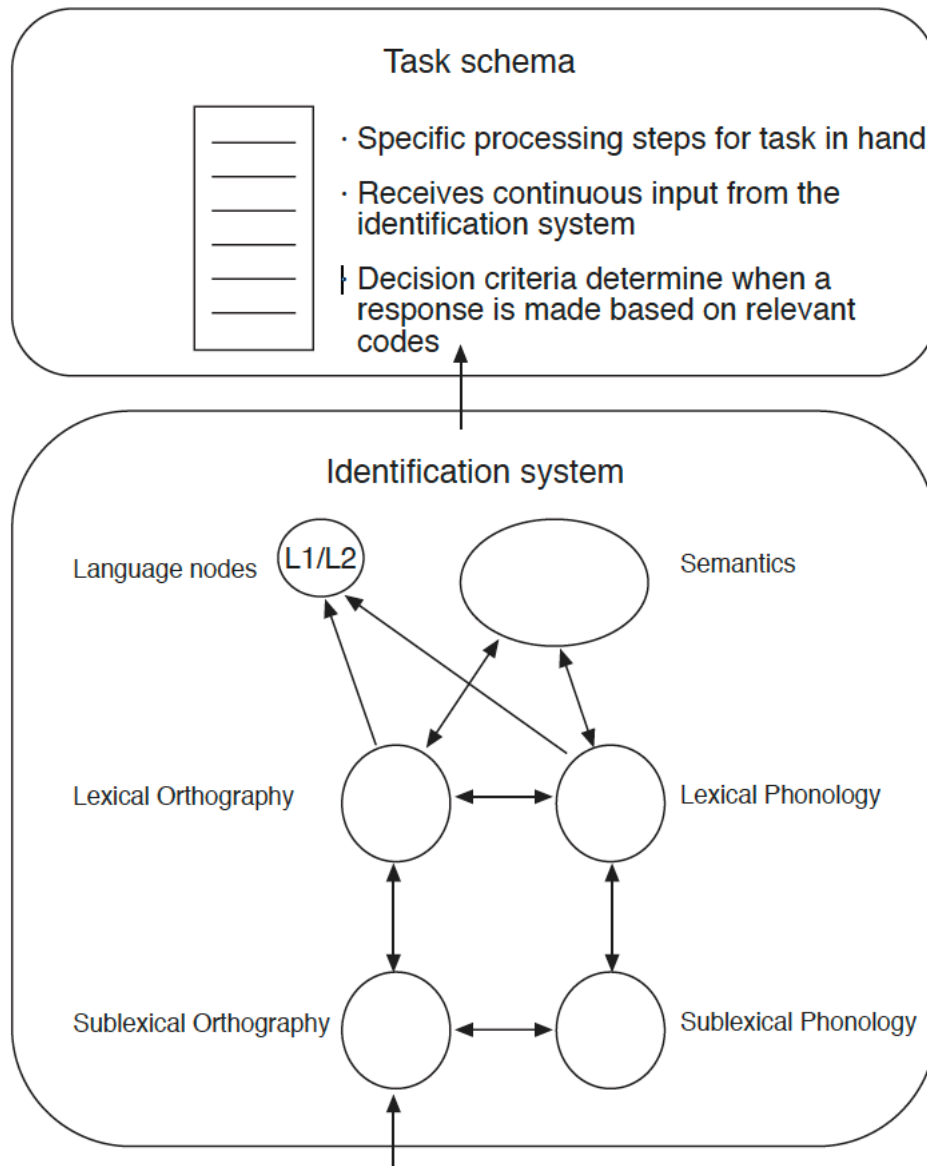 Task schema
· Specific processing steps for task in hand
· Receives continuous input from the
identification system
· Decision criteria determine when a
response is made based on relevant
codes
Identification system
Language nodes
L1/L2
Semantics
Lexical Orthography
Lexical Phonology
Sublexical Orthography
Sublexical Phonology